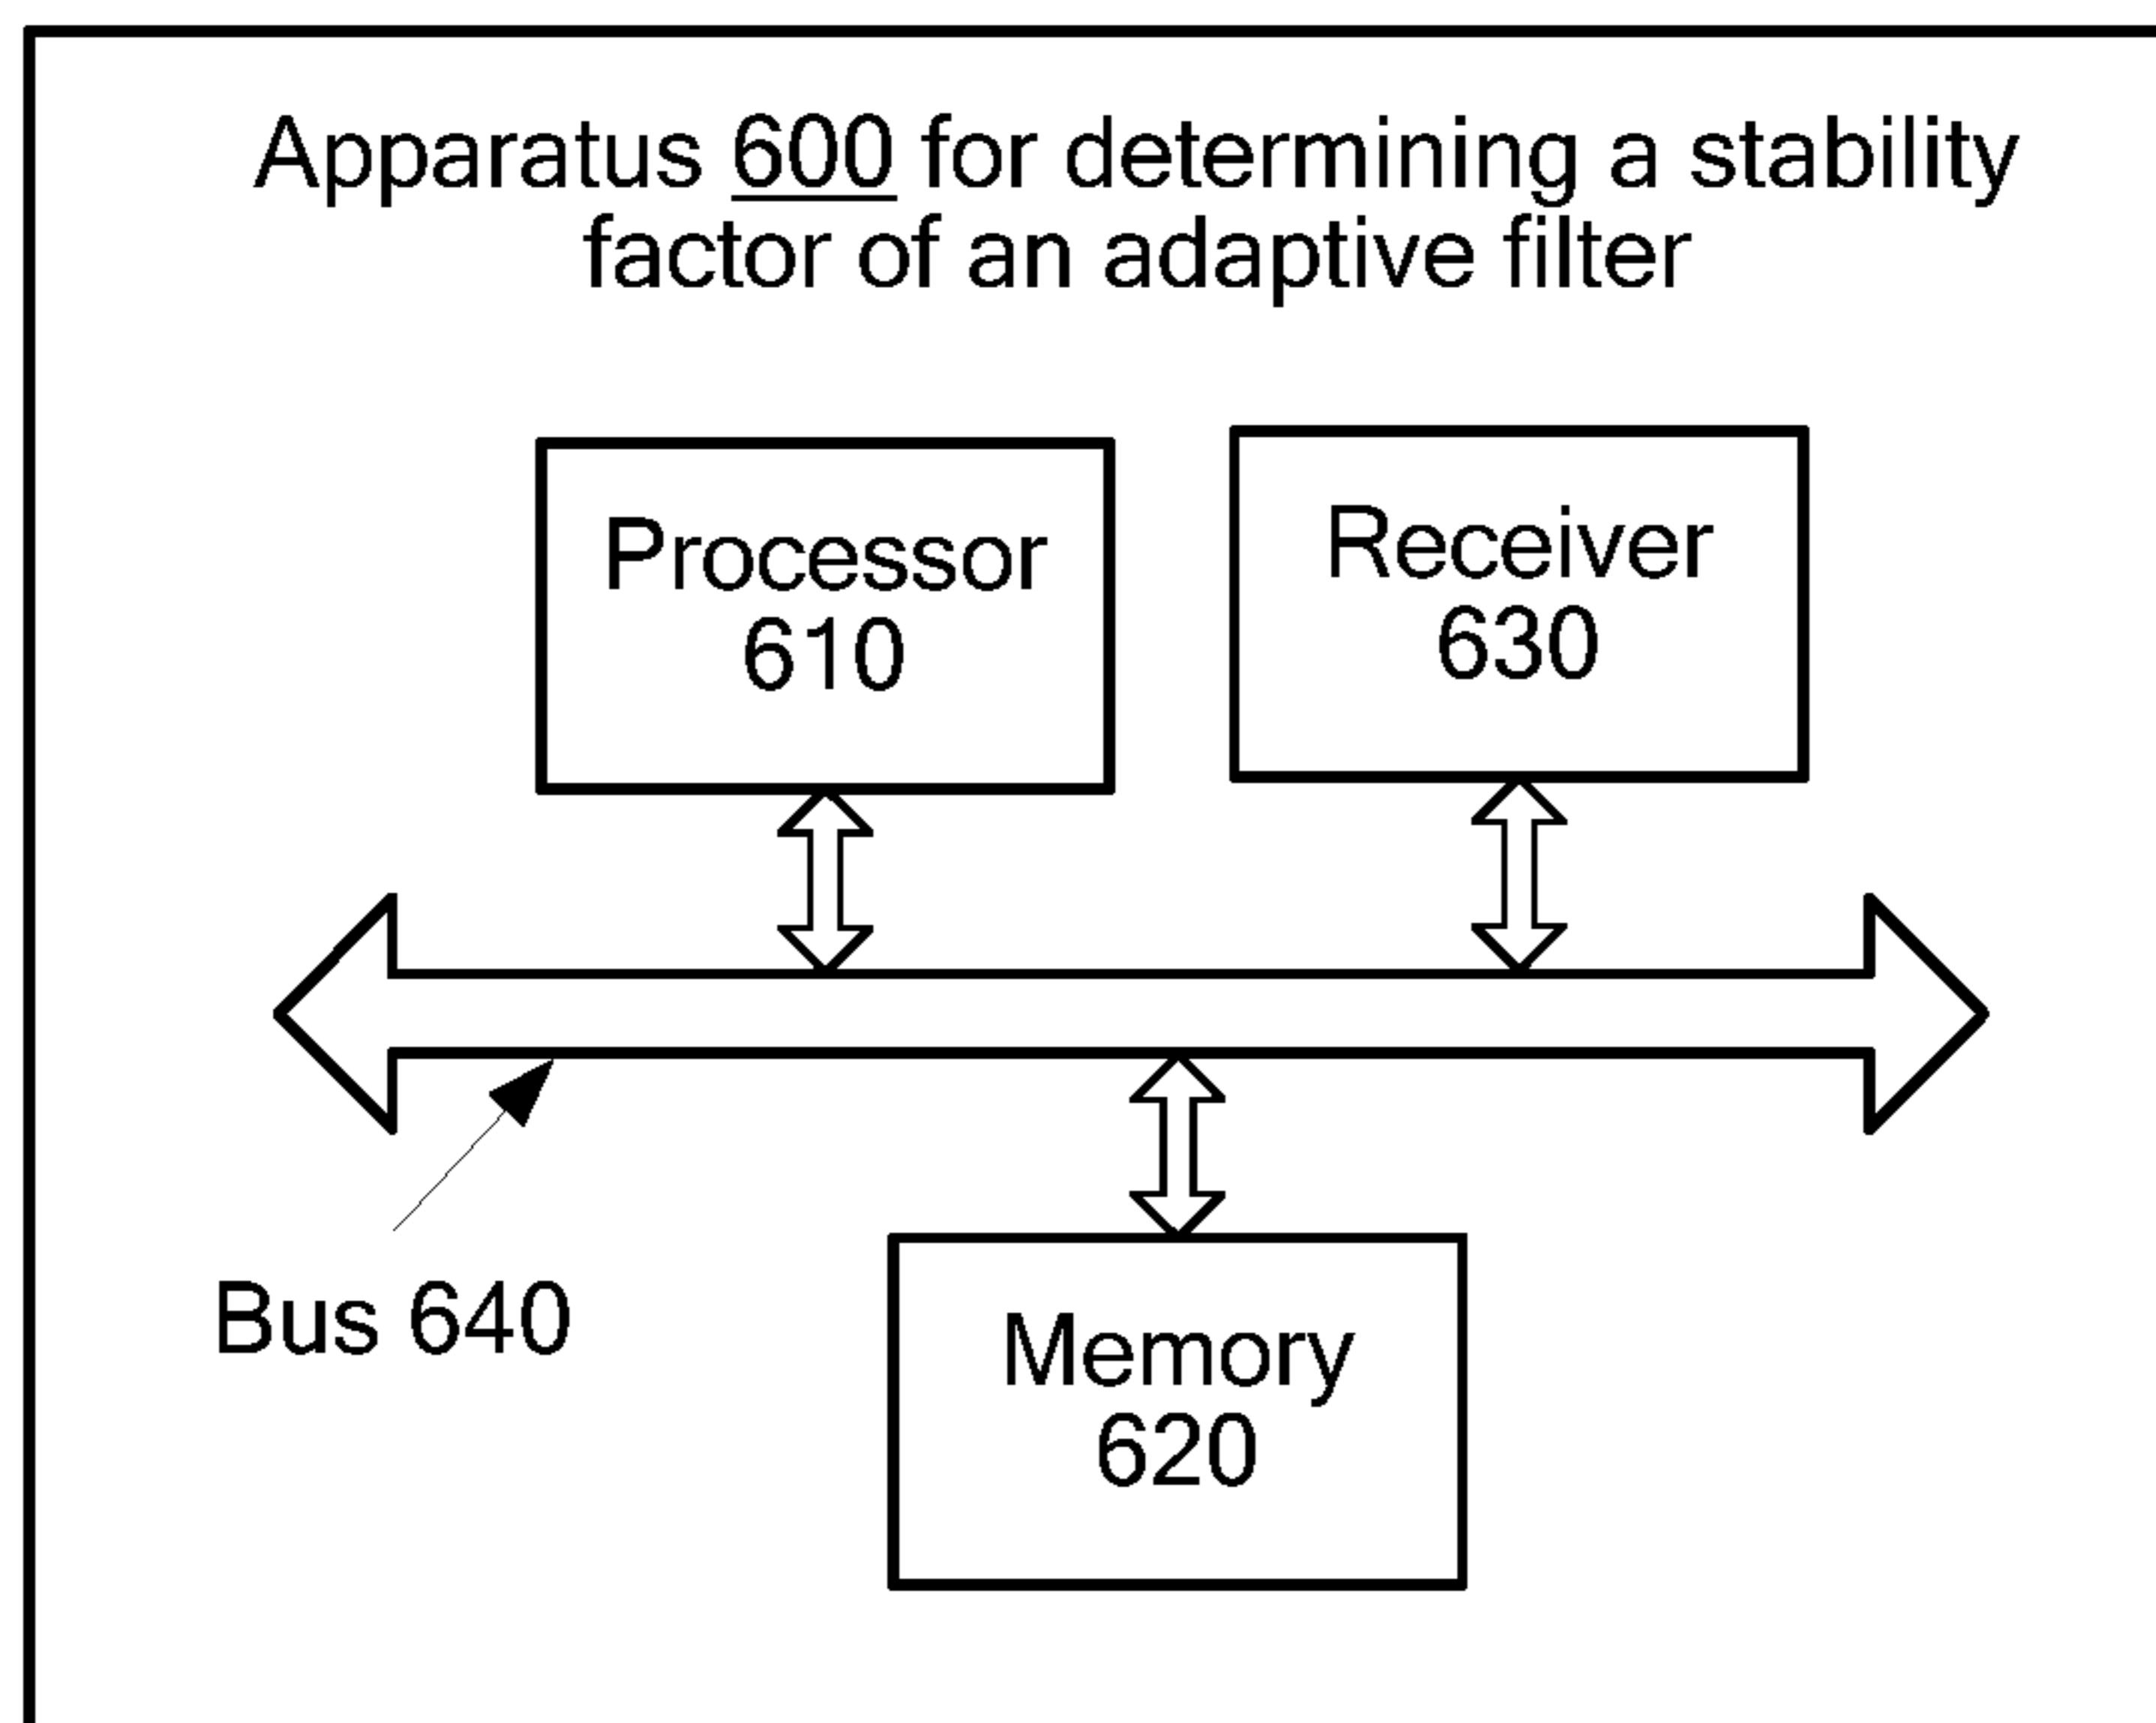 Apparatus 600 for determining a stability
factor of an adaptive filter
Processor
610
Receiver
630
Bus 640
Memory
620